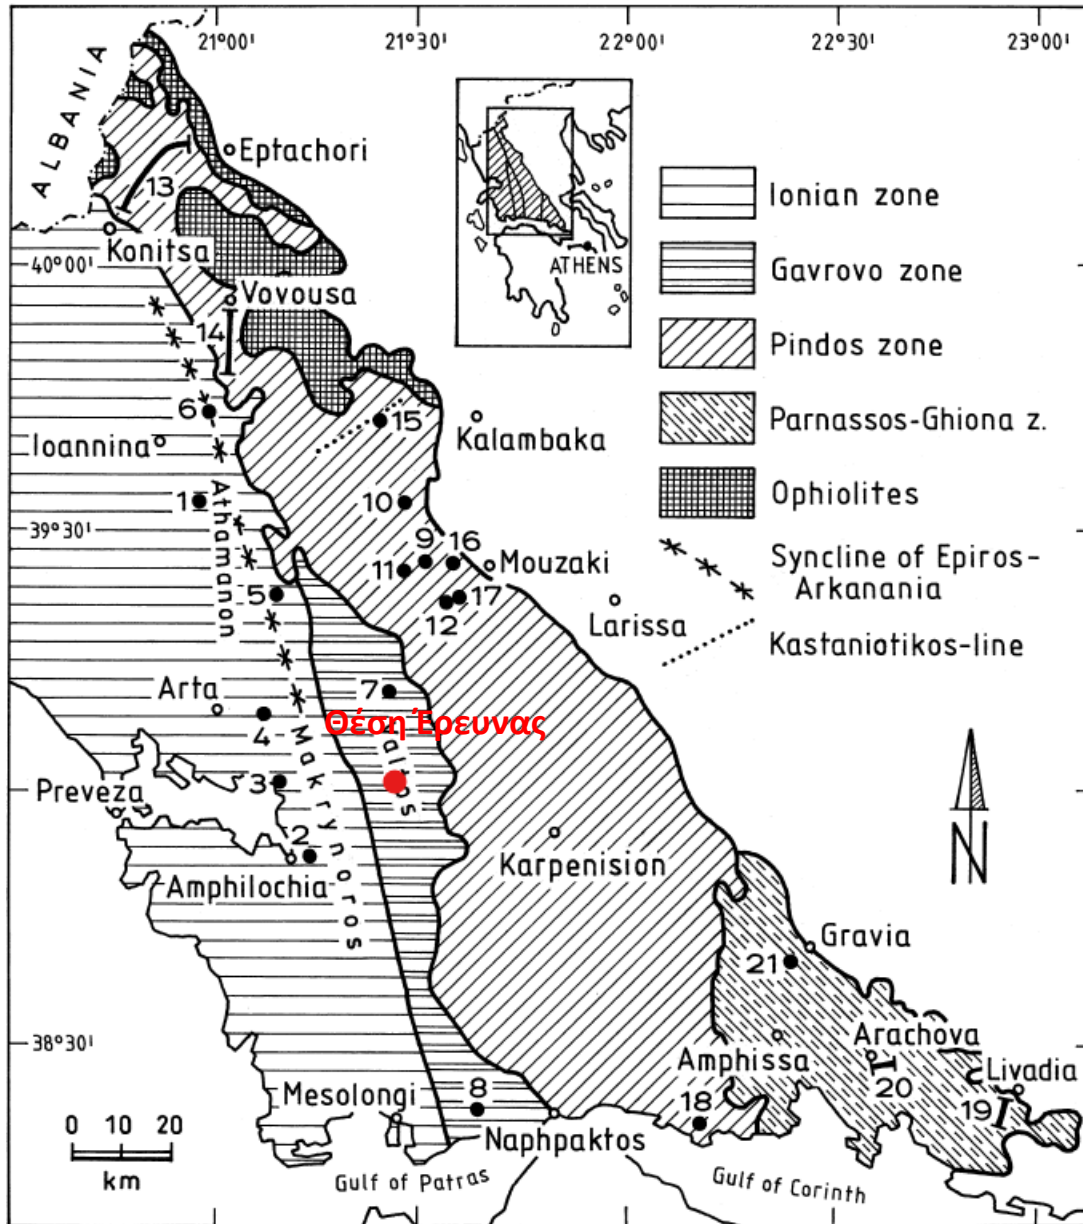 21°00' 21°30' 22°00' 22°30' 23°00'
ALBANIA
Eptachori
13
Konitsa
40°00'
Vovousa
14
6
Ioannina
15
Kalambaka
1
Athamanon
10
39°30'
9
16
11
Mouzaki
17
12
5
Larissa
Arta
7
4
Θέση Έρευνας
Makrynoros
3
Preveza
2
Amphilochia
Karpenision
Gravia
21
38°30'
Amphissa
Arachova
20
Livadia
19
Mesolongi
8
18
Naphpaktos
0 10 20
km
Gulf of Patras
Gulf of Corinth
N
ATHENS
Ionian zone
Gavrovo zone
Pindos zone
Parnassos-Ghiona z.
Ophiolites
Syncline of Epiros-
Arkanania
Kastaniotikos-line